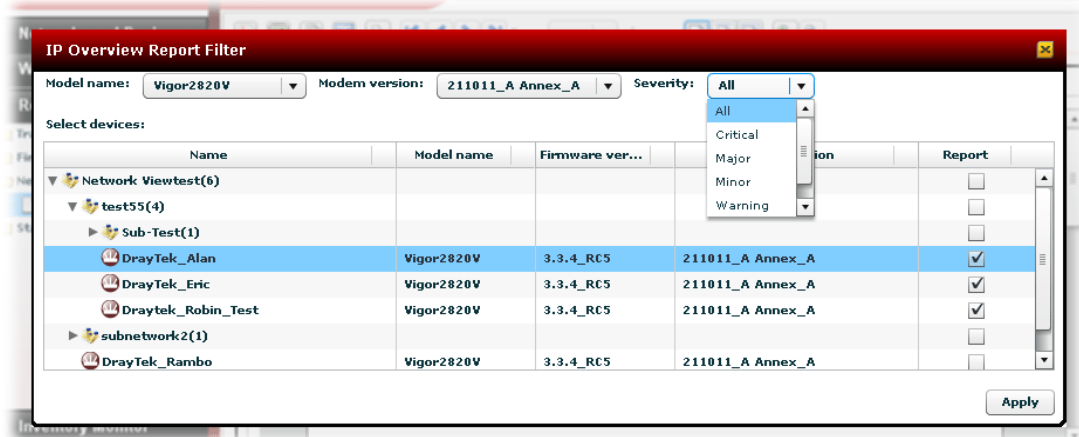 IP Overview Report Filter
Model name: Vigor2820V Modem version: 211011_A Annex_A Severity: All
All
Select devices:
Critical
Name Model name Firmware ver... ion Report
Major
Network Viewtest(6)
Minor
test55(4)
Warning
Sub-Test(1)
DrayTek_Alan Vigor2820V 3.3.4_RC5 211011_A Annex_A
DrayTek_Eric Vigor2820V 3.3.4_RC5 211011_A Annex_A
Draytek_Robin_Test Vigor2820V 3.3.4_RC5 211011_A Annex_A
subnetwork2(1)
DrayTek_Rambo Vigor2820V 3.3.4_RC5 211011_A Annex_A
Apply
Inventory Monitor